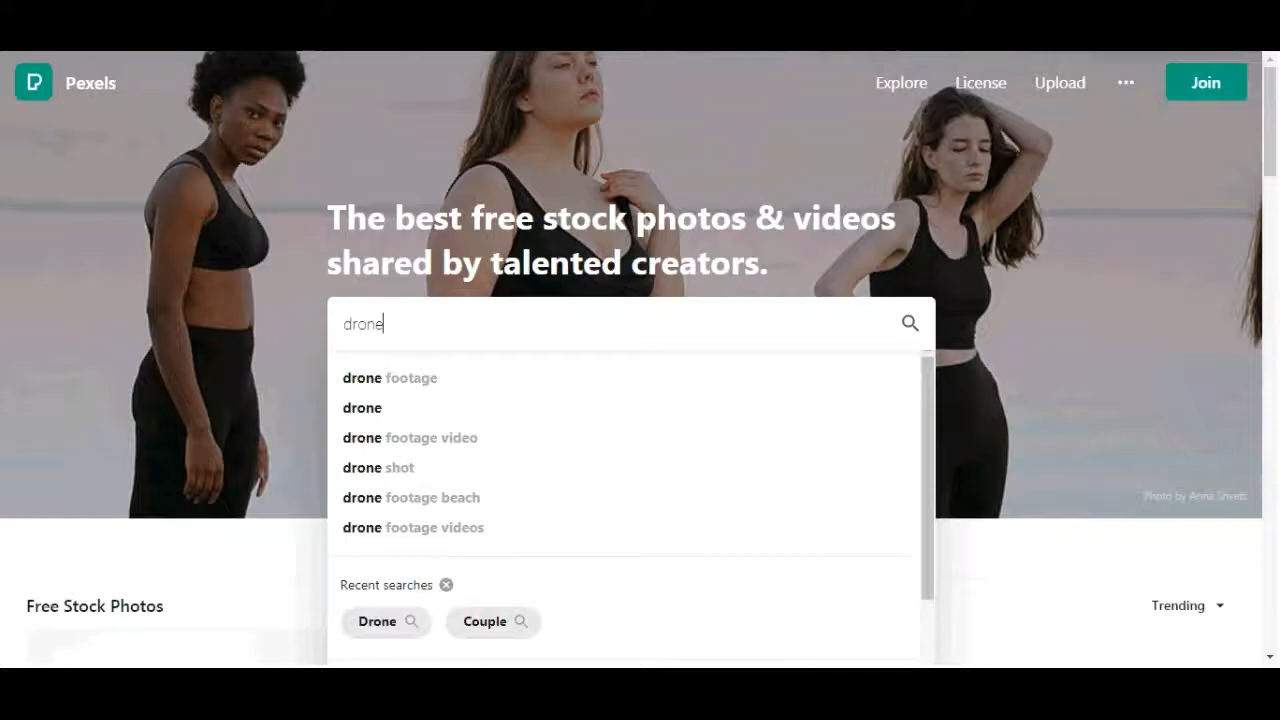 Pexels
Explore License Upload ••• Join
The best free stock photos & videos
shared by talented creators.
drone
drone footage
drone
drone footage video
drone shot
drone footage beach
drone footage videos
Photo by Anna Shvets
Recent searches
Drone Couple
Free Stock Photos
Trending